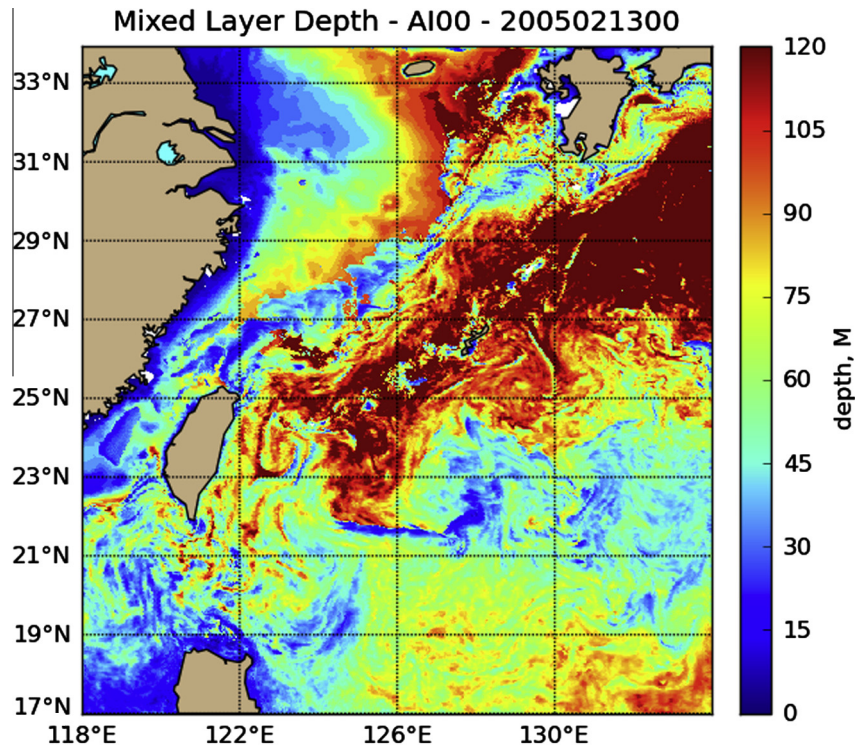 Mixed Layer Depth - AI00 - 2005021300
33°N
31°N
29°N
27°N
25°N
23°N
21°N
19°N
17°N
118°E 122°E 126°E 130°E
120
105
90
75
60
45
30
15
0
depth, M